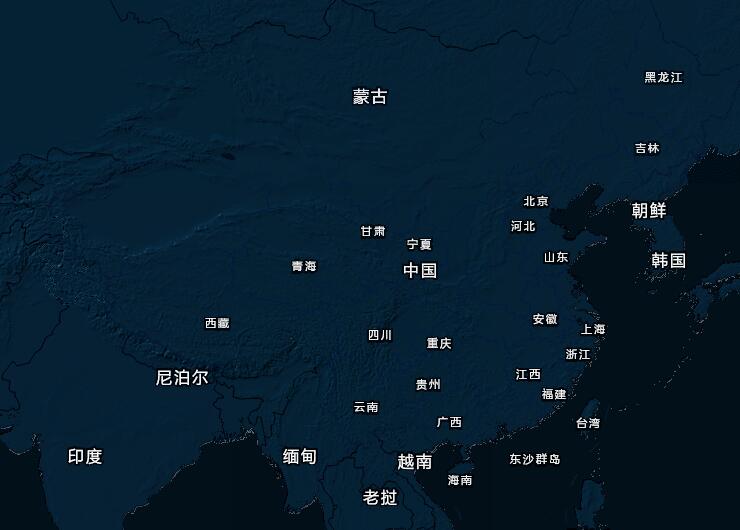 黑龙江
蒙古
吉林
北京
朝鲜
河北
甘肃
宁夏
山东
韩国
青海
中国
西藏
安徽
上海
四川
重庆
浙江
尼泊尔
江西
贵州
福建
云南
广西
台湾
印度
缅甸
越南
东沙群岛
海南
老挝